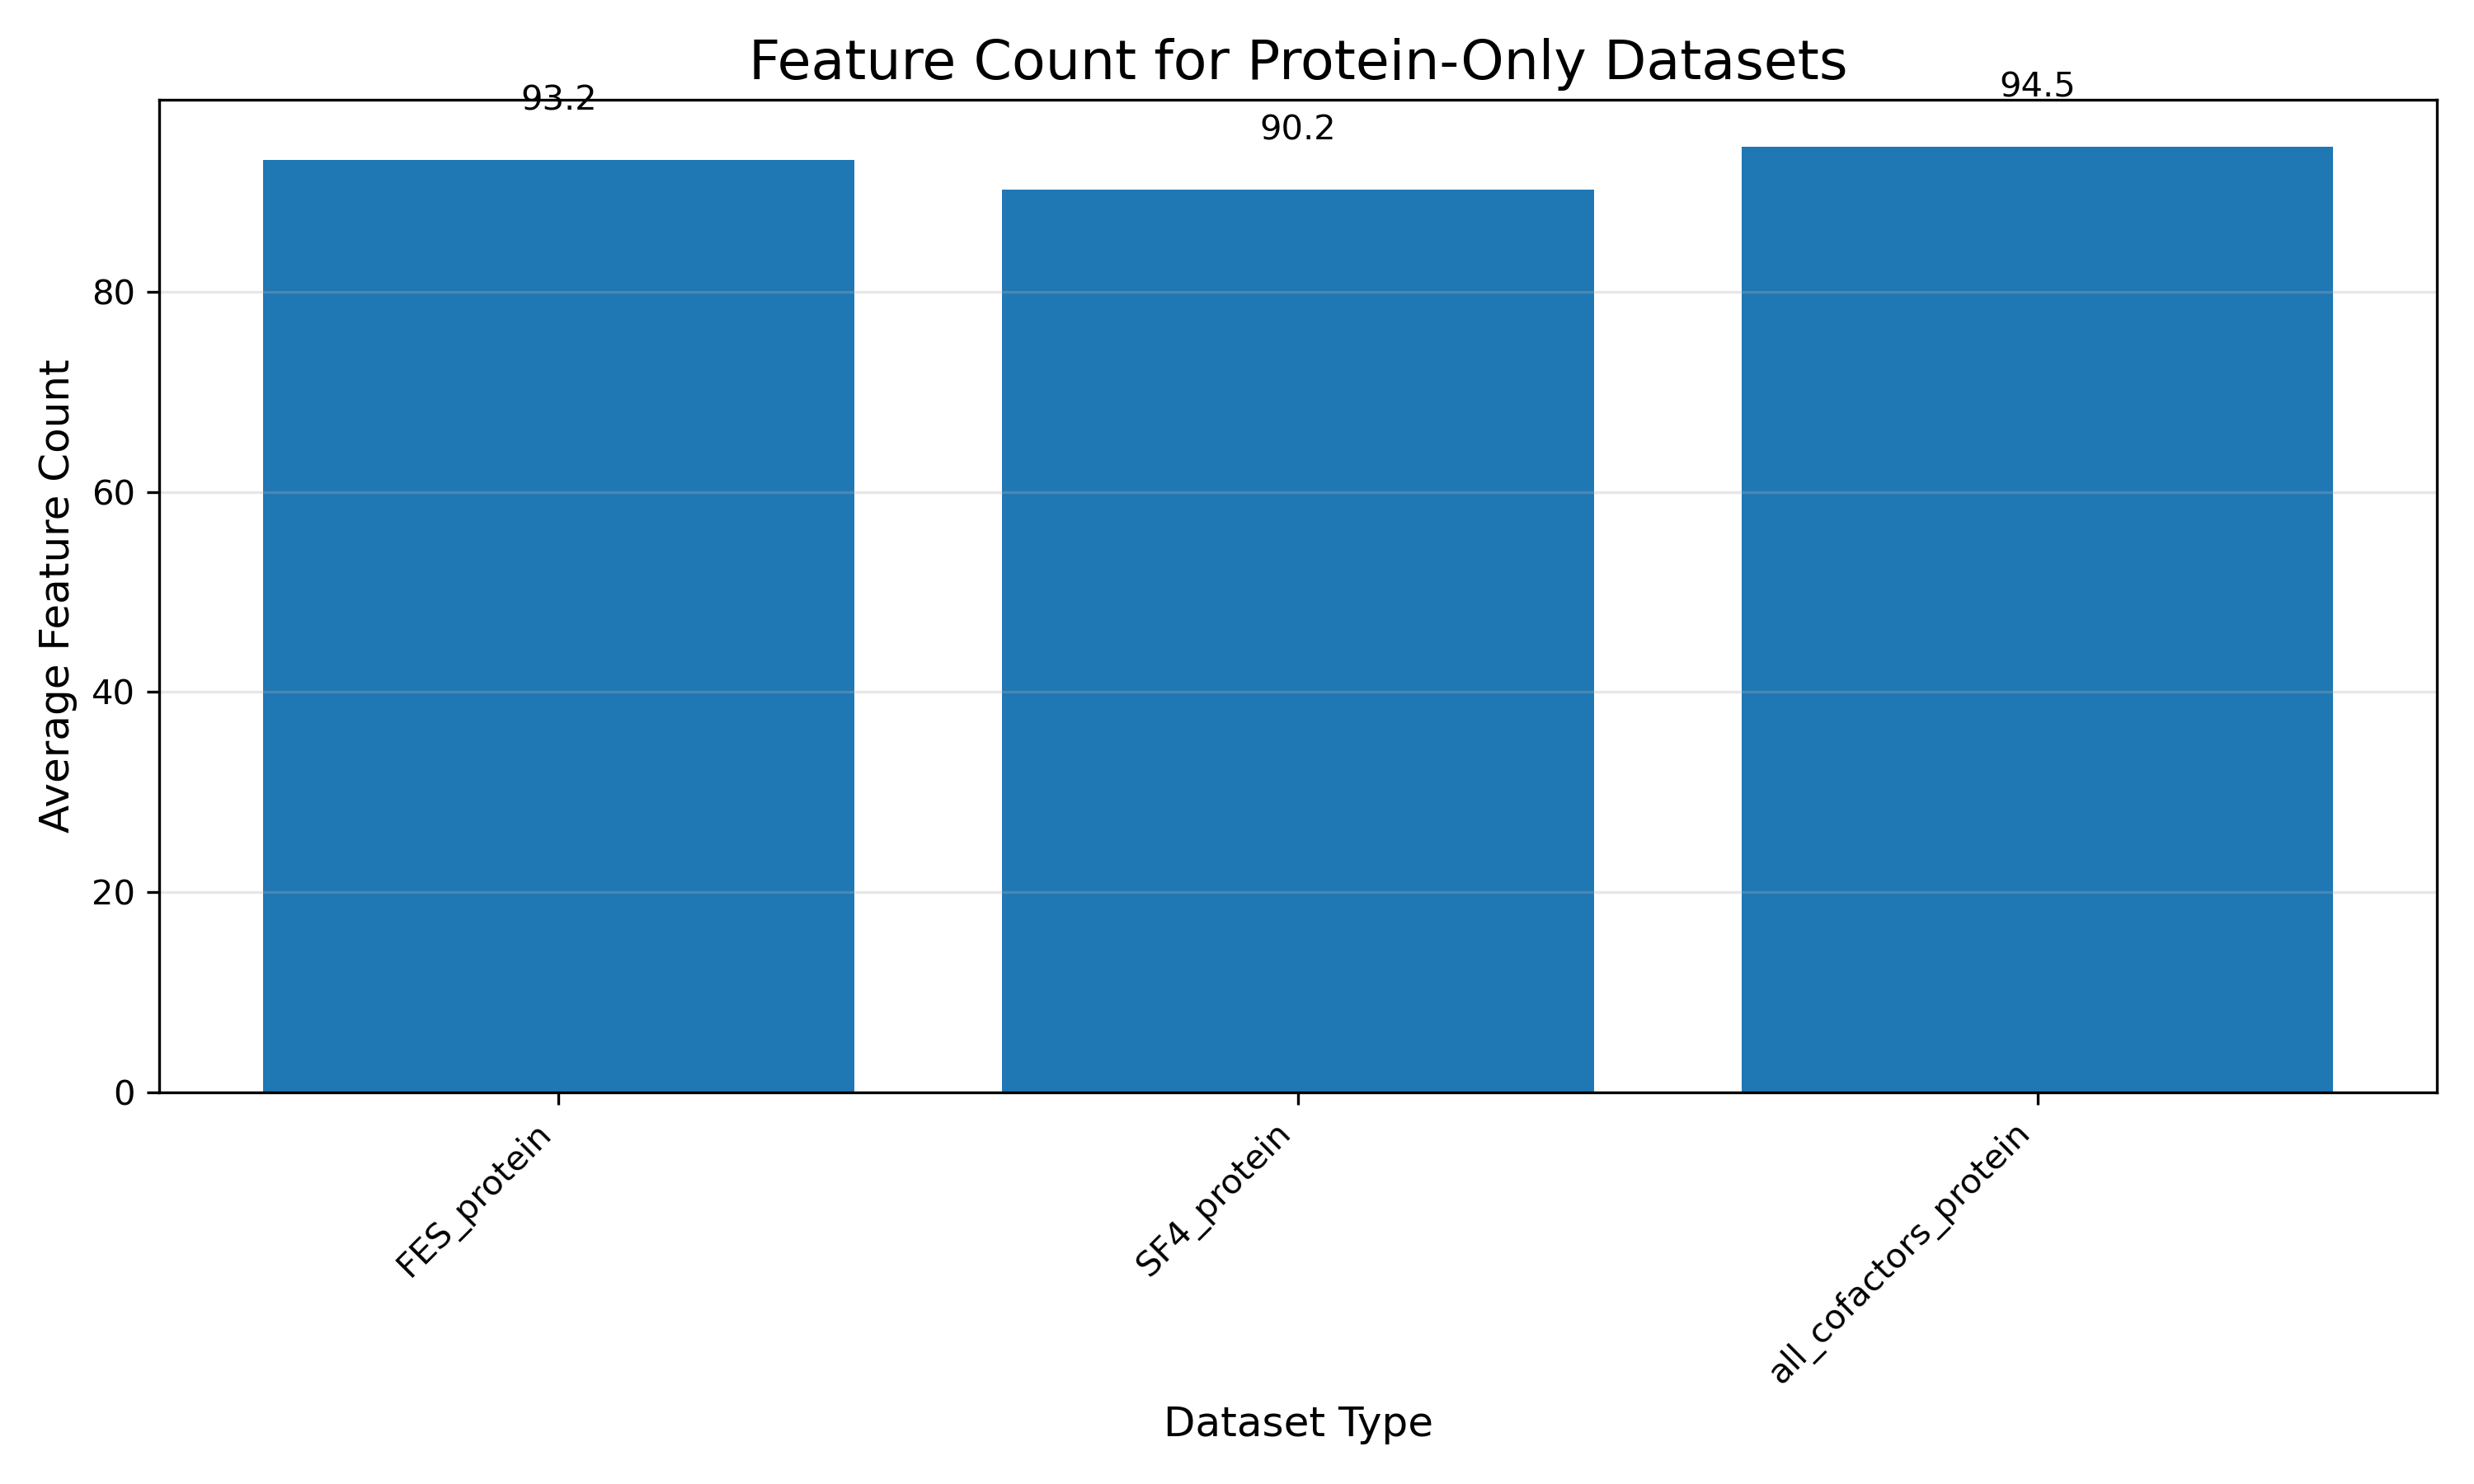 Feature Count for Protein-Only Datasets
93.2
90.2
94.5
Average Feature Count
80
60
40
20
0
FES_protein
SF4_protein
all_cofactors_protein
Dataset Type